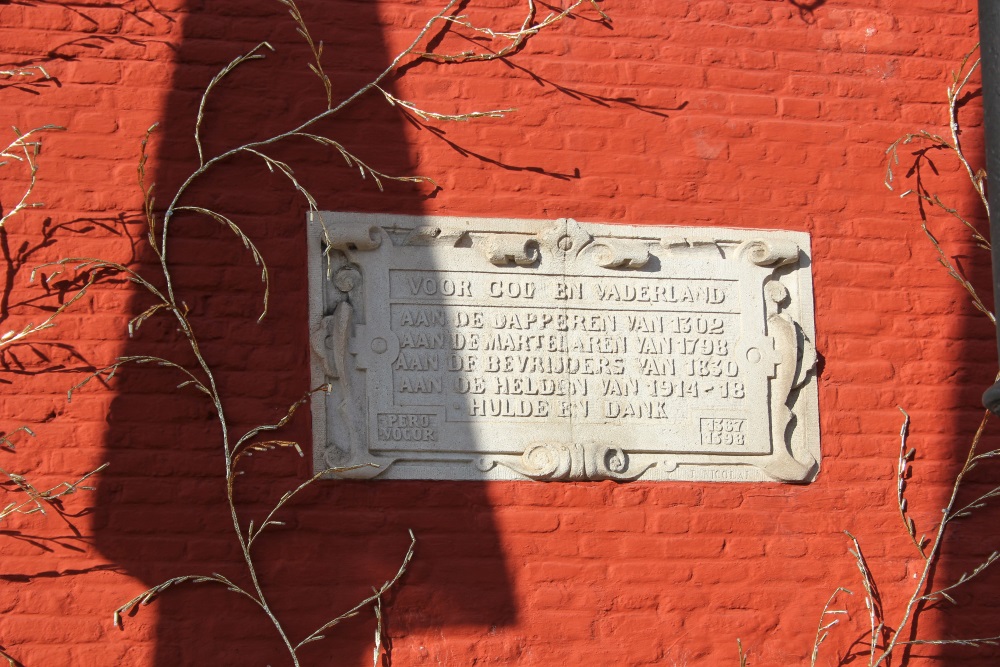 VOOR GOD EN VADERLAND
AAN DE DAPPEREN VAN 1302
AAN DE MARTELAREN VAN 1798
AAN DE BEVRIJDERS VAN 1830
AAN DE HELDEN VAN 1914-18
HULDE EN DANK
PERO
VOCOR
1337
1598